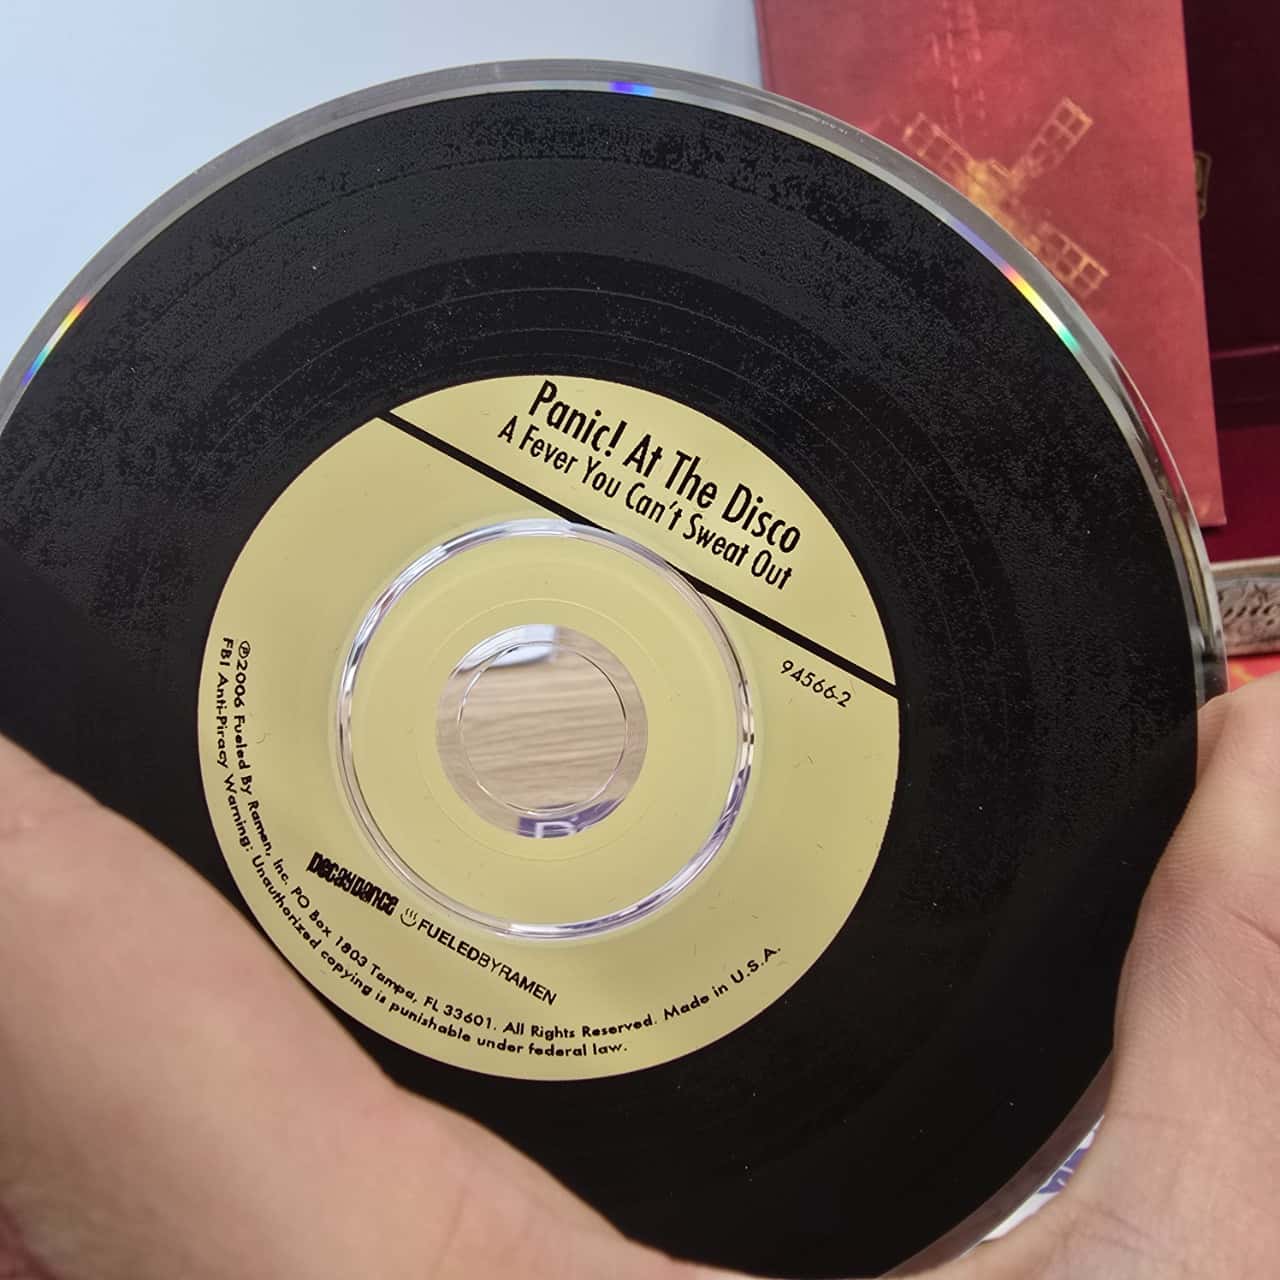 Panic! At The Disco
A Fever You Can't Sweat Out
94566-2
℗2006 Fueled By Ramen, Inc. PO Box 1803 Tampa, FL 33601. All Rights Reserved. Made in U.S.A.
FBI Anti-Piracy Warning: Unauthorized copying is punishable under federal law.
Decaydance
FUELEDBYRAMEN